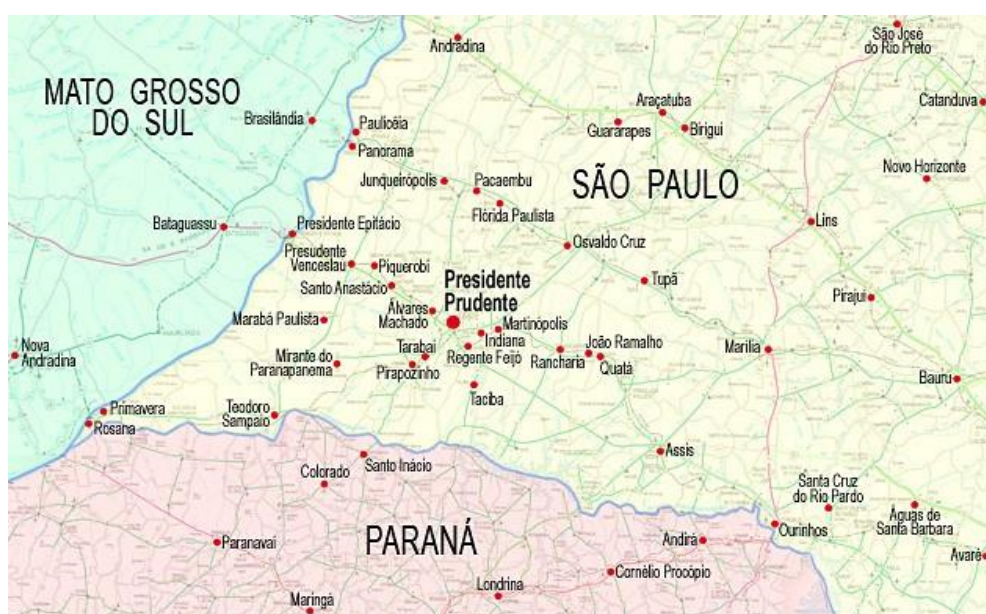 Andradina
São José
do Rio Preto
MATO GROSSO
DO SUL
Brasilândia
Paulicéia
Panorama
Araçatuba
Guararapes
Birigui
Catanduva
Junqueirópolis
Pacaembu
Flórida Paulista
SÃO PAULO
Novo Horizonte
Bataguassu
Presidente Epitácio
Lins
Osvaldo Cruz
Presudente
Venceslau
Piquerobi
Santo Anastácio
Presidente
Prudente
Tupã
Pirajuí
Álvares
Machado
Marabá Paulista
Martinópolis
Indiana
Regente Feijó
Nova
Andradina
Mirante do
Paranapanema
Tarabai
Pirapozinho
Rancharia
João Ramalho
Quatá
Marília
Bauru
Taciba
Primavera
Rosana
Teodoro
Sampaio
Assis
Santo Inácio
Colorado
Santa Cruz
do Rio Pardo
Águas de
Santa Barbara
Ourinhos
Paranavaí
PARANÁ
Andirá
Avaré
Cornélio Procópio
Londrina
Maringá